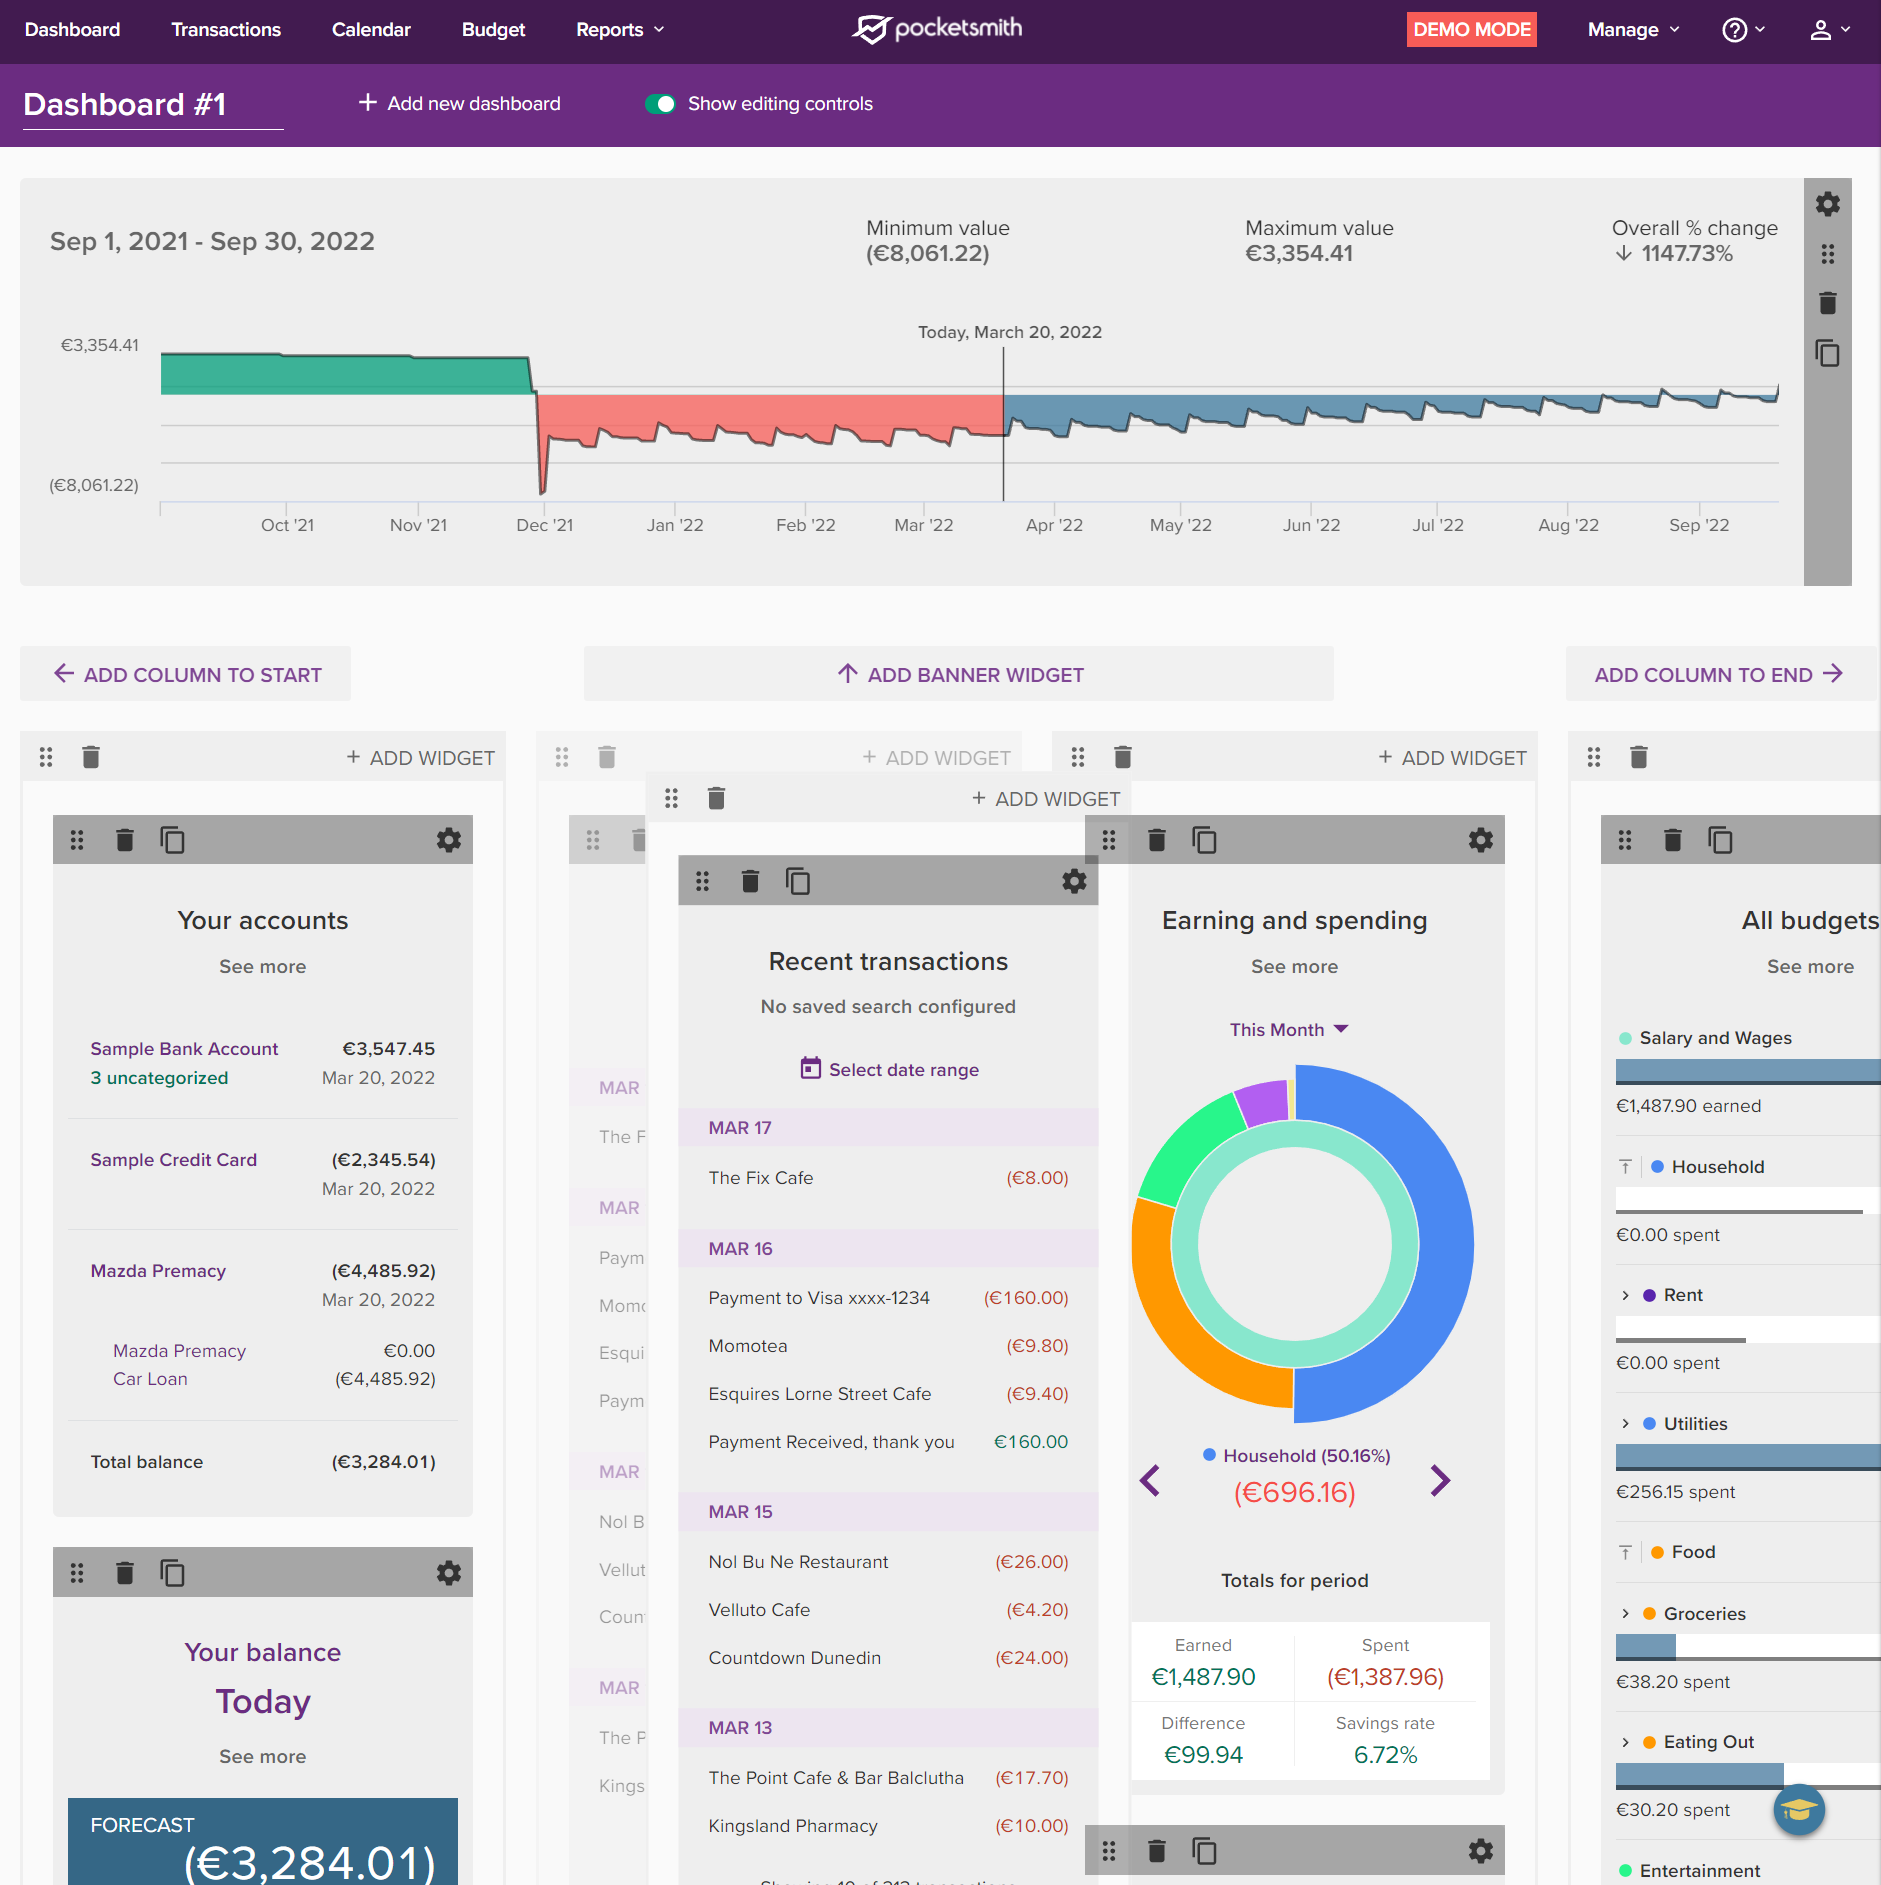 Dashboard
Transactions
Calendar
Budget
Reports
pocketsmith
DEMO MODE
Manage
Dashboard #1
+ Add new dashboard
Show editing controls
Sep 1, 2021 - Sep 30, 2022
Minimum value
(€8,061.22)
Maximum value
€3,354.41
Overall % change
↓ 1147.73%
Today, March 20, 2022
€3,354.41
(€8,061.22)
Oct '21
Nov '21
Dec '21
Jan '22
Feb '22
Mar '22
Apr '22
May '22
Jun '22
Jul '22
Aug '22
Sep '22
← ADD COLUMN TO START
↑ ADD BANNER WIDGET
ADD COLUMN TO END →
+ ADD WIDGET
Your accounts
See more
Sample Bank Account €3,547.45
3 uncategorized Mar 20, 2022
Sample Credit Card (€2,345.54)
Mar 20, 2022
Mazda Premacy (€4,485.92)
Mar 20, 2022
Mazda Premacy €0.00
Car Loan (€4,485.92)
Total balance (€3,284.01)
Your balance
Today
See more
FORECAST
(€3,284.01)
+ ADD WIDGET
MAR
The F
MAR
Paym
Momo
Esqui
Paym
MAR
Nol B
Vellut
Coun
MAR
The P
Kings
+ ADD WIDGET
Recent transactions
No saved search configured
Select date range
MAR 17
The Fix Cafe (€8.00)
MAR 16
Payment to Visa xxxx-1234 (€160.00)
Momotea (€9.80)
Esquires Lorne Street Cafe (€9.40)
Payment Received, thank you €160.00
MAR 15
Nol Bu Ne Restaurant (€26.00)
Velluto Cafe (€4.20)
Countdown Dunedin (€24.00)
MAR 13
The Point Cafe & Bar Balclutha (€17.70)
Kingsland Pharmacy (€10.00)
+ ADD WIDGET
Earning and spending
See more
This Month
Household (50.16%)
(€696.16)
Totals for period
Earned
€1,487.90
Spent
(€1,387.96)
Difference
€99.94
Savings rate
6.72%
All budgets
See more
Salary and Wages
€1,487.90 earned
Household
€0.00 spent
Rent
€0.00 spent
Utilities
€256.15 spent
Food
Groceries
€38.20 spent
Eating Out
€30.20 spent
Entertainment